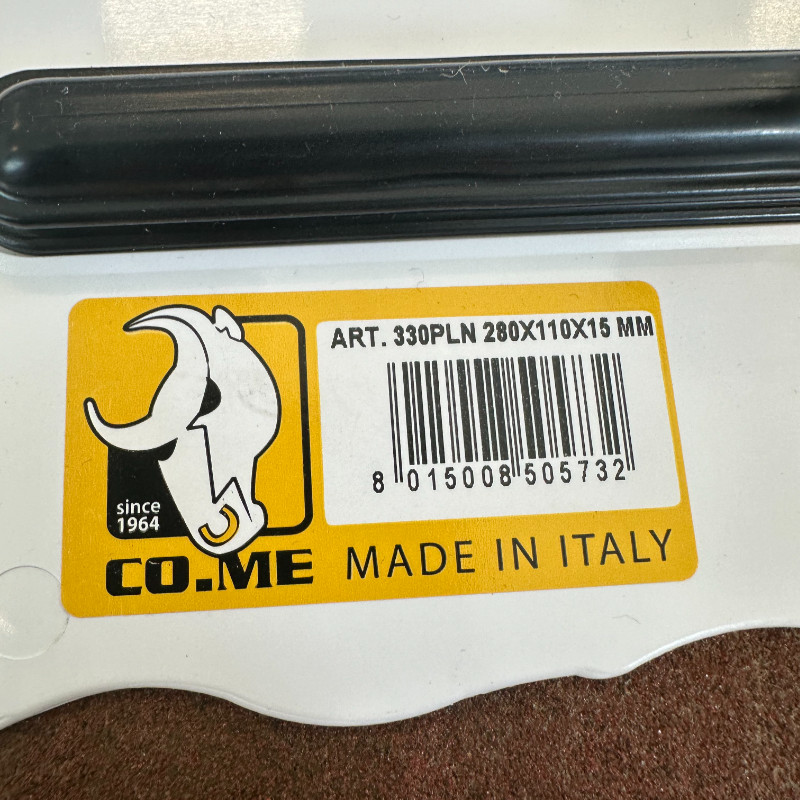 ART. 330PLN 280X110X15 MM
8 015008 505732
since
1964
CO.ME MADE IN ITALY